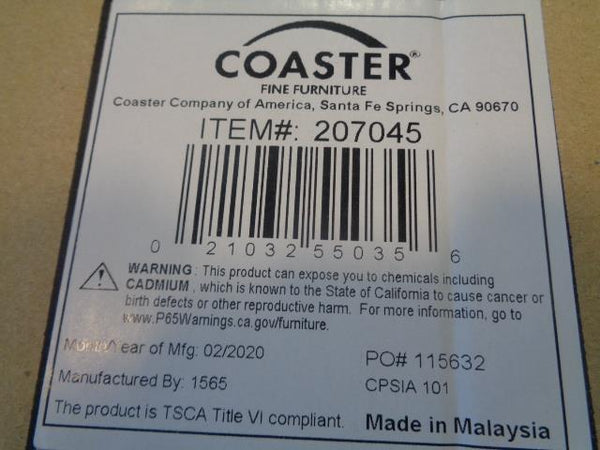 COASTER®
FINE FURNITURE
Coaster Company of America, Santa Fe Springs, CA 90670
ITEM#: 207045
0 21032 55035 6
WARNING: This product can expose you to chemicals including
CADMIUM , which is known to the State of California to cause cancer or
birth defects or other reproductive harm. For more information, go to
www.P65Warnings.ca.gov/furniture.
Month/Year of Mfg: 02/2020
PO# 115632
Manufactured By: 1565
CPSIA 101
The product is TSCA Title VI compliant.
Made in Malaysia